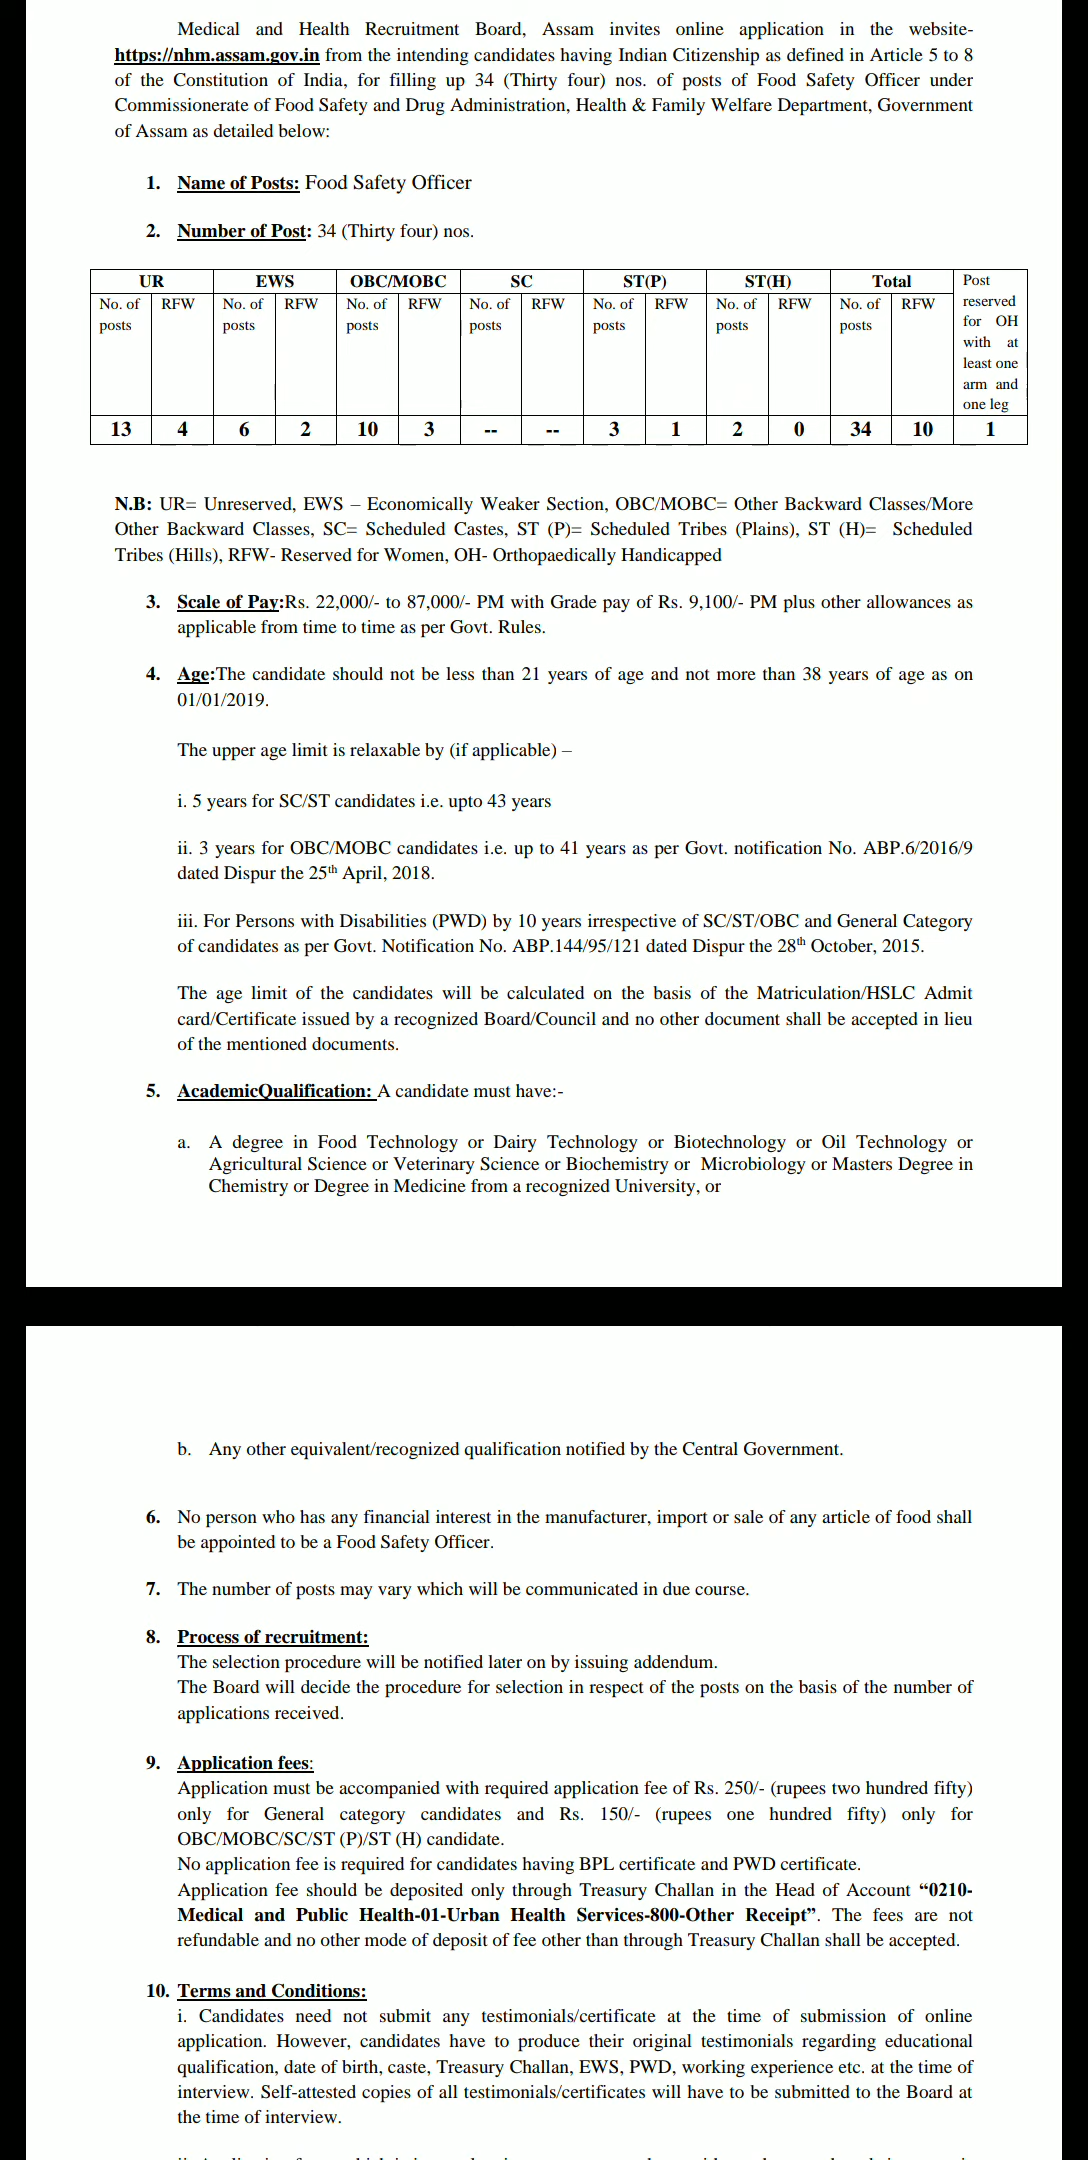 Medical and Health Recruitment Board, Assam invites online application in the website-
https://nhm.assam.gov.in from the intending candidates having Indian Citizenship as defined in Article 5 to 8
of the Constitution of India, for filling up 34 (Thirty four) nos. of posts of Food Safety Officer under
Commissionerate of Food Safety and Drug Administration, Health & Family Welfare Department, Government
of Assam as detailed below:
1. Name of Posts: Food Safety Officer
2. Number of Post: 34 (Thirty four) nos.
UR EWS OBC/MOBC SC ST(P) ST(H) Total Post reserved for OH with at least one arm and one leg
No. of posts RFW No. of posts RFW No. of posts RFW No. of posts RFW No. of posts RFW No. of posts RFW No. of posts RFW
13 4 6 2 10 3 -- -- 3 1 2 0 34 10 1
N.B: UR= Unreserved, EWS – Economically Weaker Section, OBC/MOBC= Other Backward Classes/More
Other Backward Classes, SC= Scheduled Castes, ST (P)= Scheduled Tribes (Plains), ST (H)= Scheduled
Tribes (Hills), RFW- Reserved for Women, OH- Orthopaedically Handicapped
3. Scale of Pay:Rs. 22,000/- to 87,000/- PM with Grade pay of Rs. 9,100/- PM plus other allowances as
applicable from time to time as per Govt. Rules.
4. Age:The candidate should not be less than 21 years of age and not more than 38 years of age as on
01/01/2019.
The upper age limit is relaxable by (if applicable) –
i. 5 years for SC/ST candidates i.e. upto 43 years
ii. 3 years for OBC/MOBC candidates i.e. up to 41 years as per Govt. notification No. ABP.6/2016/9
dated Dispur the 25th April, 2018.
iii. For Persons with Disabilities (PWD) by 10 years irrespective of SC/ST/OBC and General Category
of candidates as per Govt. Notification No. ABP.144/95/121 dated Dispur the 28th October, 2015.
The age limit of the candidates will be calculated on the basis of the Matriculation/HSLC Admit
card/Certificate issued by a recognized Board/Council and no other document shall be accepted in lieu
of the mentioned documents.
5. AcademicQualification: A candidate must have:-
a. A degree in Food Technology or Dairy Technology or Biotechnology or Oil Technology or
Agricultural Science or Veterinary Science or Biochemistry or Microbiology or Masters Degree in
Chemistry or Degree in Medicine from a recognized University, or
b. Any other equivalent/recognized qualification notified by the Central Government.
6. No person who has any financial interest in the manufacturer, import or sale of any article of food shall
be appointed to be a Food Safety Officer.
7. The number of posts may vary which will be communicated in due course.
8. Process of recruitment:
The selection procedure will be notified later on by issuing addendum.
The Board will decide the procedure for selection in respect of the posts on the basis of the number of
applications received.
9. Application fees:
Application must be accompanied with required application fee of Rs. 250/- (rupees two hundred fifty)
only for General category candidates and Rs. 150/- (rupees one hundred fifty) only for
OBC/MOBC/SC/ST (P)/ST (H) candidate.
No application fee is required for candidates having BPL certificate and PWD certificate.
Application fee should be deposited only through Treasury Challan in the Head of Account “0210-
Medical and Public Health-01-Urban Health Services-800-Other Receipt”. The fees are not
refundable and no other mode of deposit of fee other than through Treasury Challan shall be accepted.
10. Terms and Conditions:
i. Candidates need not submit any testimonials/certificate at the time of submission of online
application. However, candidates have to produce their original testimonials regarding educational
qualification, date of birth, caste, Treasury Challan, EWS, PWD, working experience etc. at the time of
interview. Self-attested copies of all testimonials/certificates will have to be submitted to the Board at
the time of interview.